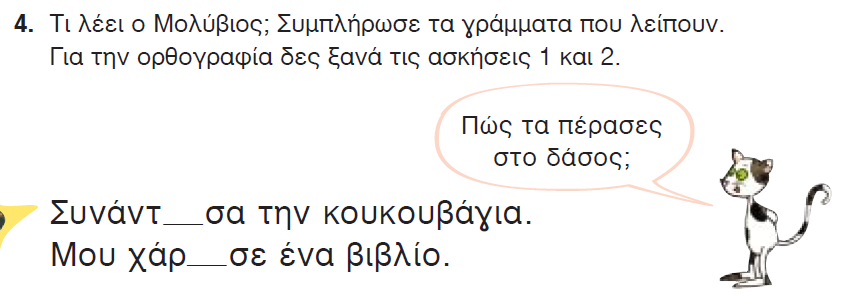 4. Τι λέει ο Μολύβιος; Συμπλήρωσε τα γράμματα που λείπουν.
Για την ορθογραφία δες ξανά τις ασκήσεις 1 και 2.
Πώς τα πέρασες
στο δάσος;
Συνάντ__σα την κουκουβάγια.
Μου χάρ__σε ένα βιβλίο.